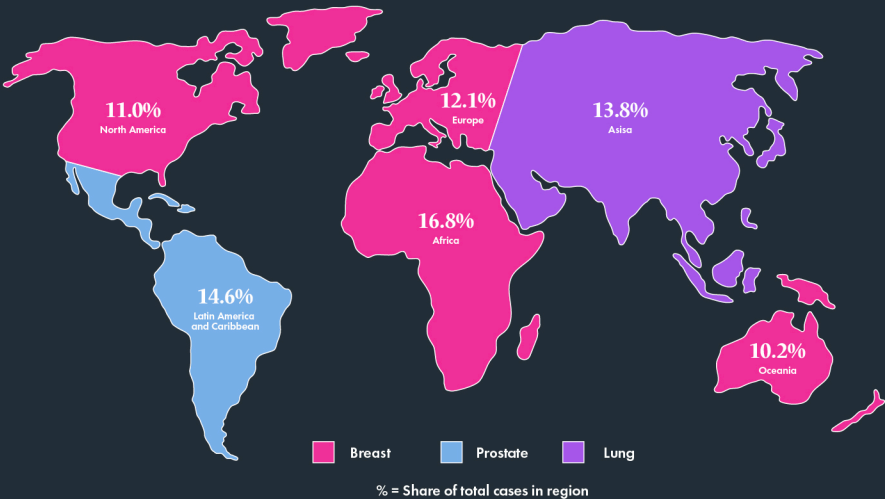 11.0%
North America
12.1%
Europe
13.8%
Asisa
16.8%
Africa
14.6%
Latin America
and Caribbean
10.2%
Oceania
Breast
Prostate
Lung
% = Share of total cases in region